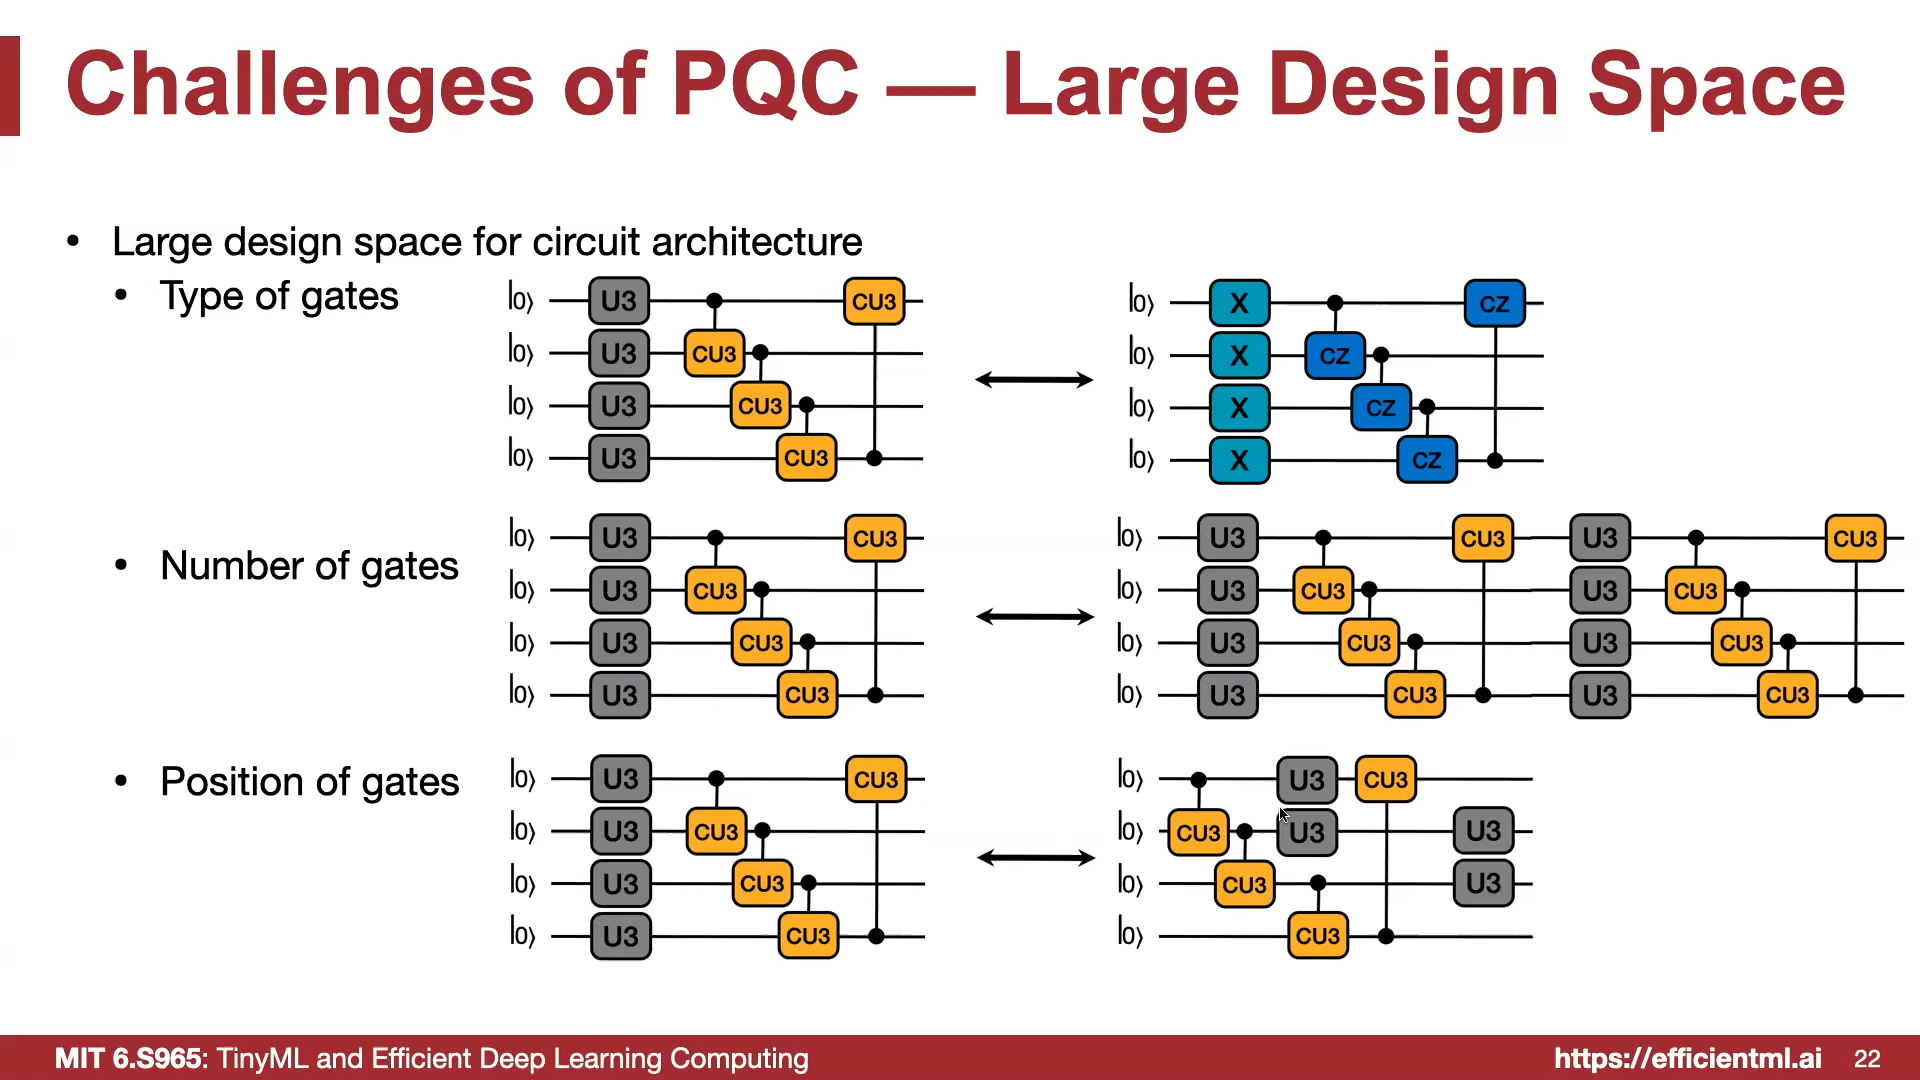 Challenges of PQC — Large Design Space
• Large design space for circuit architecture
• Type of gates
|0⟩ U3 CU3
|0⟩ U3 CU3
|0⟩ U3 CU3
|0⟩ U3 CU3
|0⟩ X CZ
|0⟩ X CZ
|0⟩ X CZ
|0⟩ X CZ
• Number of gates
|0⟩ U3 CU3
|0⟩ U3 CU3
|0⟩ U3 CU3
|0⟩ U3 CU3
|0⟩ U3 CU3 U3 CU3
|0⟩ U3 CU3 U3 CU3
|0⟩ U3 CU3 U3 CU3
|0⟩ U3 CU3 U3 CU3
• Position of gates
|0⟩ U3 CU3
|0⟩ U3 CU3
|0⟩ U3 CU3
|0⟩ U3 CU3
|0⟩ U3 CU3
|0⟩ CU3 U3 U3
|0⟩ CU3 U3
|0⟩ CU3
MIT 6.S965: TinyML and Efficient Deep Learning Computing
https://efficientml.ai 22